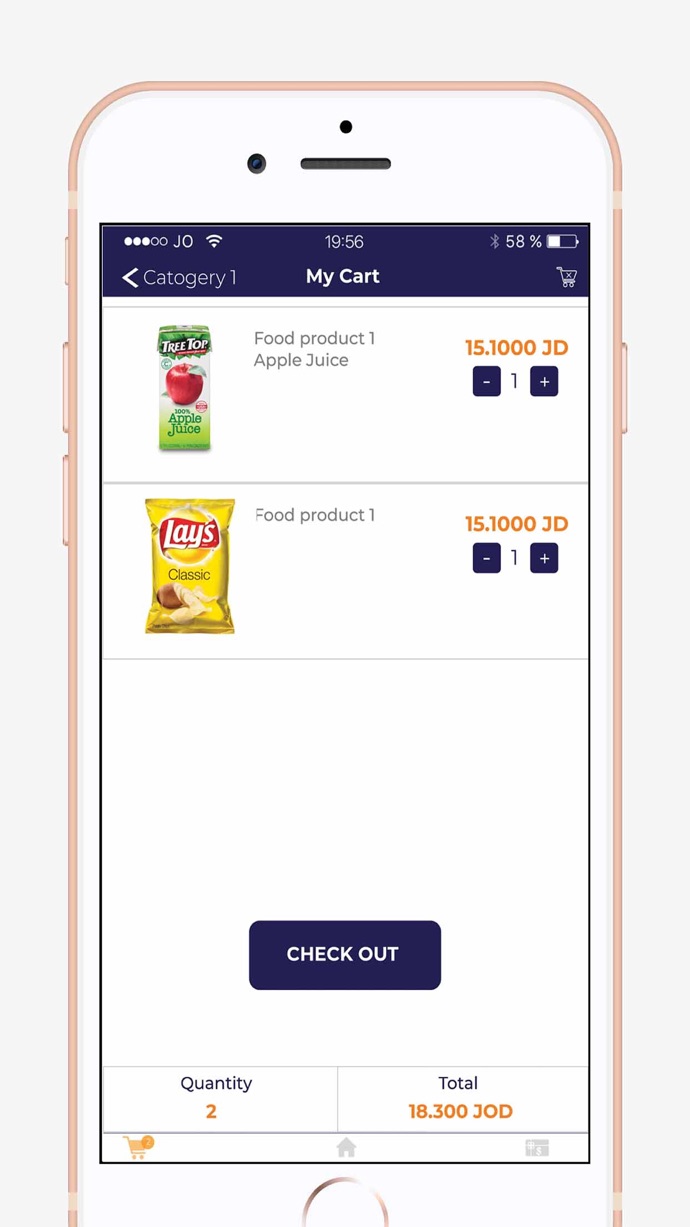 JO 19:56 58 %
Catogery 1 My Cart
TREE TOP
100%
Apple
Juice
Food product 1
Apple Juice
15.1000 JD
- 1 +
Lay's
Classic
Food product 1
15.1000 JD
- 1 +
CHECK OUT
Quantity Total
2 18.300 JOD
2
$